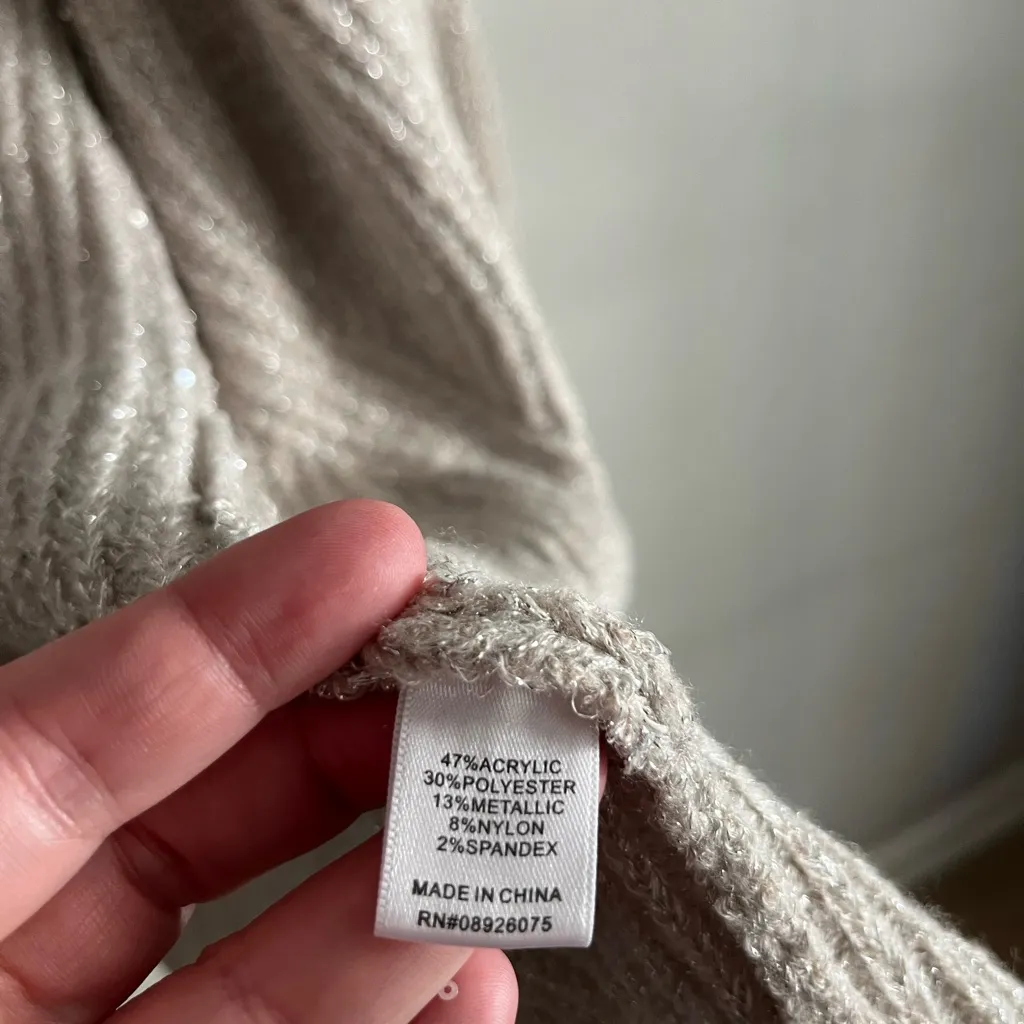 47%ACRYLIC
30%POLYESTER
13%METALLIC
8%NYLON
2%SPANDEX
MADE IN CHINA
RN#08926075